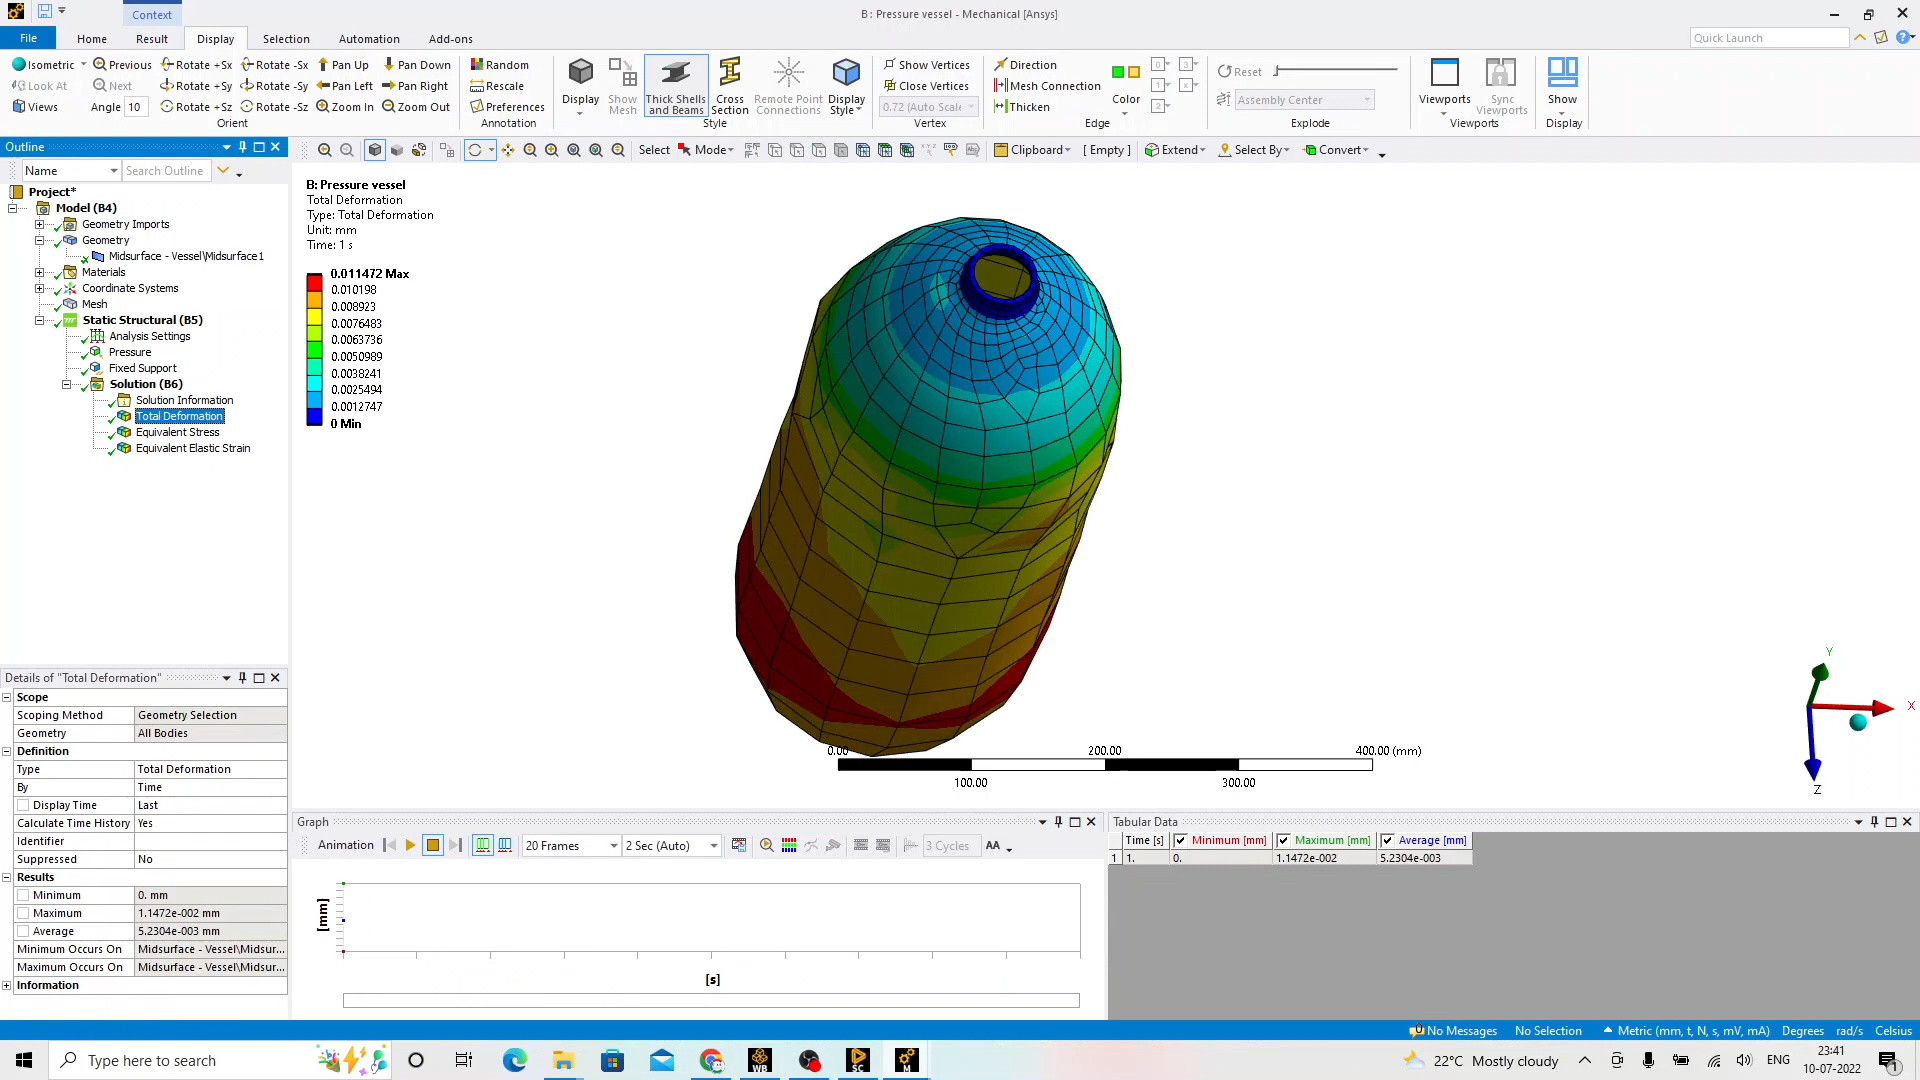 Context
B : Pressure vessel - Mechanical [Ansys]
File Home Result Display Selection Automation Add-ons
Quick Launch
Isometric Previous Rotate +Sx Rotate -Sx Pan Up Pan Down
Look At Next Rotate +Sy Rotate -Sy Pan Left Pan Right
Views Angle 10 Rotate +Sz Rotate -Sz Zoom In Zoom Out
Orient
Random
Rescale
Preferences
Annotation
Display
Show Mesh
Thick Shells and Beams
Cross Section
Remote Point Connections
Display Style
Style
Show Vertices
Close Vertices
0.72 (Auto Scale
Vertex
Direction
Mesh Connection
Thicken
Color
Edge
Reset
Assembly Center
Explode
Viewports
Sync Viewports
Viewports
Show
Display
Outline
Select Mode Clipboard [ Empty ] Extend Select By Convert
Name Search Outline
Project*
Model (B4)
Geometry Imports
Geometry
Midsurface - Vessel\Midsurface1
Materials
Coordinate Systems
Mesh
Static Structural (B5)
Analysis Settings
Pressure
Fixed Support
Solution (B6)
Solution Information
Total Deformation
Equivalent Stress
Equivalent Elastic Strain
B: Pressure vessel
Total Deformation
Type: Total Deformation
Unit: mm
Time: 1 s
0.011472 Max
0.010198
0.008923
0.0076483
0.0063736
0.0050989
0.0038241
0.0025494
0.0012747
0 Min
0.00 200.00 400.00 (mm)
100.00 300.00
Y
X
Z
Details of "Total Deformation"
Scope
Scoping Method Geometry Selection
Geometry All Bodies
Definition
Type Total Deformation
By Time
Display Time Last
Calculate Time History Yes
Identifier
Suppressed No
Results
Minimum 0. mm
Maximum 1.1472e-002 mm
Average 5.2304e-003 mm
Minimum Occurs On Midsurface - Vessel\Midsur...
Maximum Occurs On Midsurface - Vessel\Midsur...
Information
Graph
Animation 20 Frames 2 Sec (Auto) 3 Cycles AA
[mm]
[s]
Tabular Data
Time [s] Minimum [mm] Maximum [mm] Average [mm]
1 1. 0. 1.1472e-002 5.2304e-003
No Messages No Selection Metric (mm, t, N, s, mV, mA) Degrees rad/s Celsius
Type here to search
WB
SC
M
22°C Mostly cloudy
ENG
23:41
10-07-2022
1